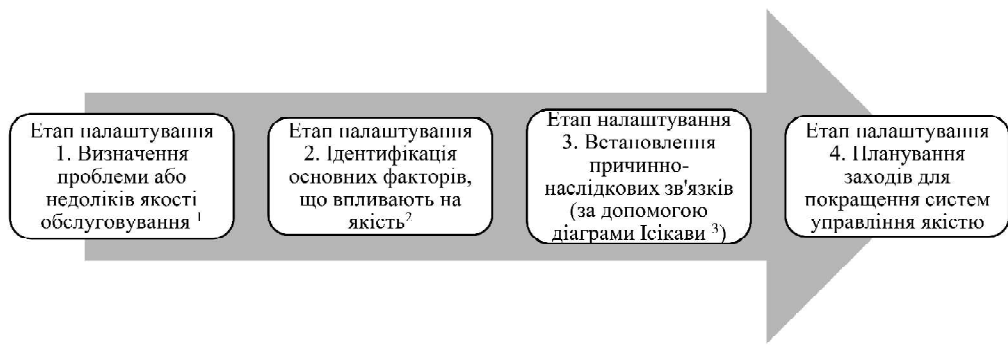 Етап налаштування
1. Визначення
проблеми або
недоліків якості
обслуговування ¹
Етап налаштування
2. Ідентифікація
основних факторів,
що впливають на
якість²
Етап налаштування
3. Встановлення
причинно-
наслідкових зв'язків
(за допомогою
діаграми Ісікави ³)
Етап налаштування
4. Планування
заходів для
покращення систем
управління якістю